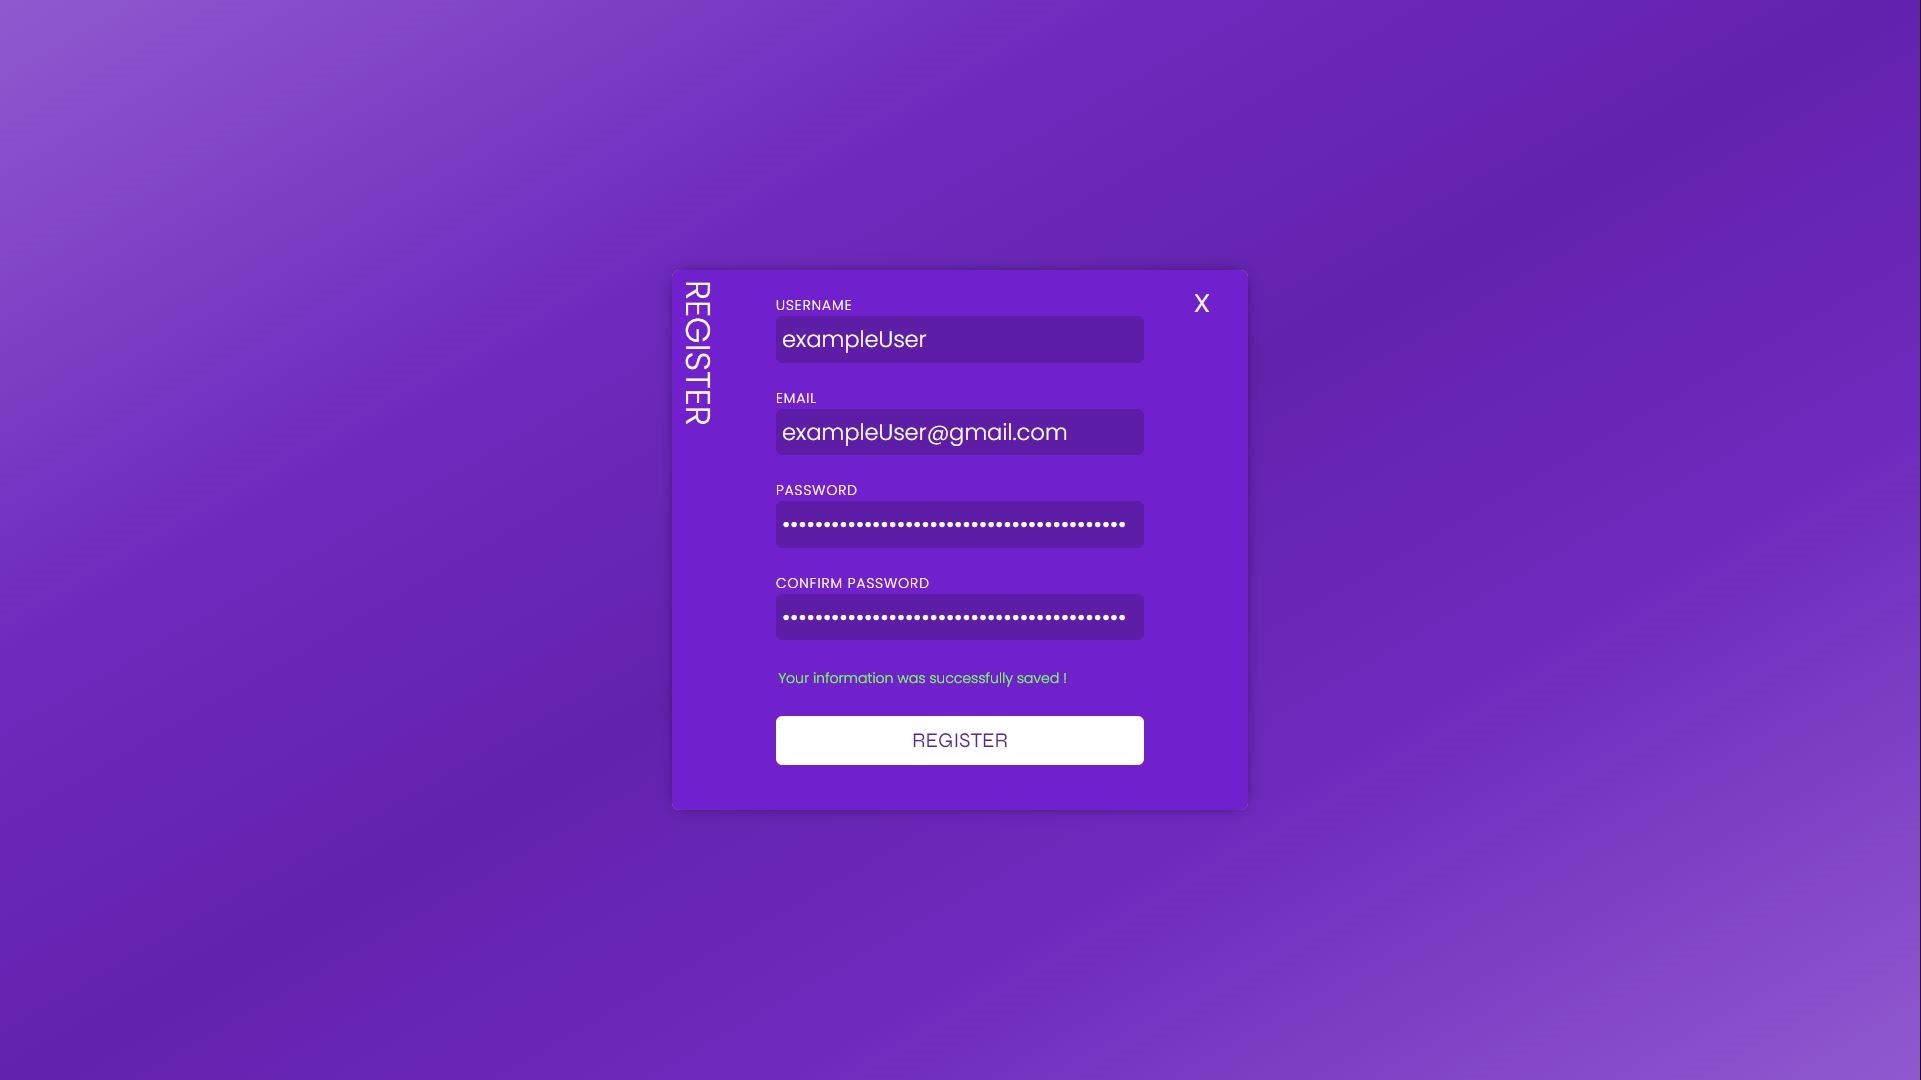 REGISTER
USERNAME
X
exampleUser
EMAIL
exampleUser@gmail.com
PASSWORD
••••••••••••••••••••••••••••••••••••••••••
CONFIRM PASSWORD
••••••••••••••••••••••••••••••••••••••••••
Your information was successfully saved !
REGISTER